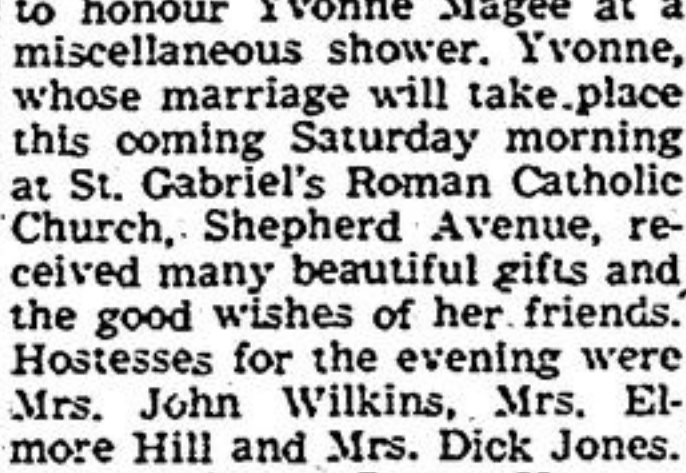 to honour Yvonne Magee at a
miscellaneous shower. Yvonne,
whose marriage will take place
this coming Saturday morning
at St. Gabriel's Roman Catholic
Church, Shepherd Avenue, re-
ceived many beautiful gifts and
the good wishes of her friends.
Hostesses for the evening were
Mrs. John Wilkins, Mrs. El-
more Hill and Mrs. Dick Jones.